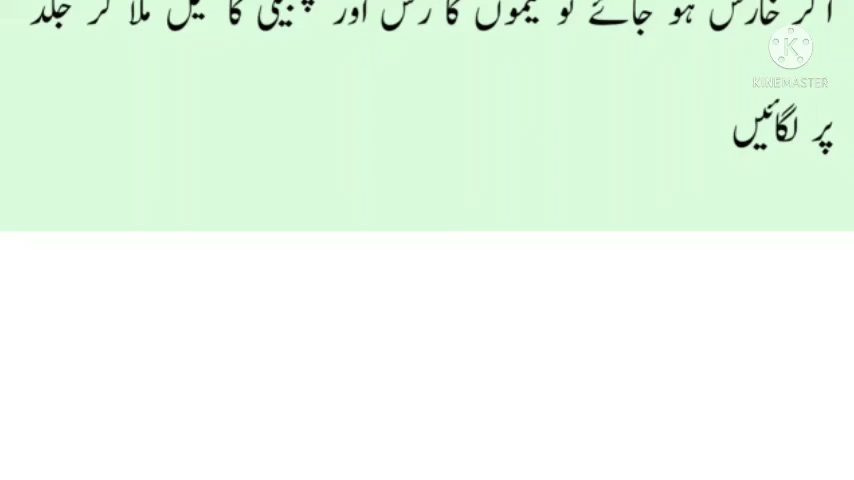 اگر خارش ہو جائے تو لیموں کا رس اور چنبیلی کا تیل ملا کر جلد
پر لگائیں
KINEMASTER